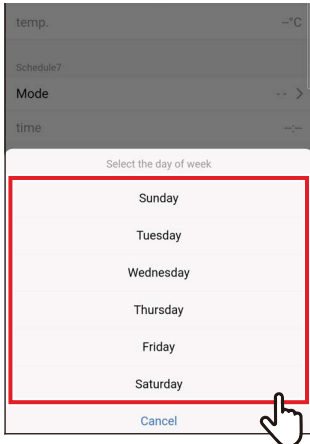 temp. --°C
Schedule7
Mode -- >
time --:--
Select the day of week
Sunday
Tuesday
Wednesday
Thursday
Friday
Saturday
Cancel